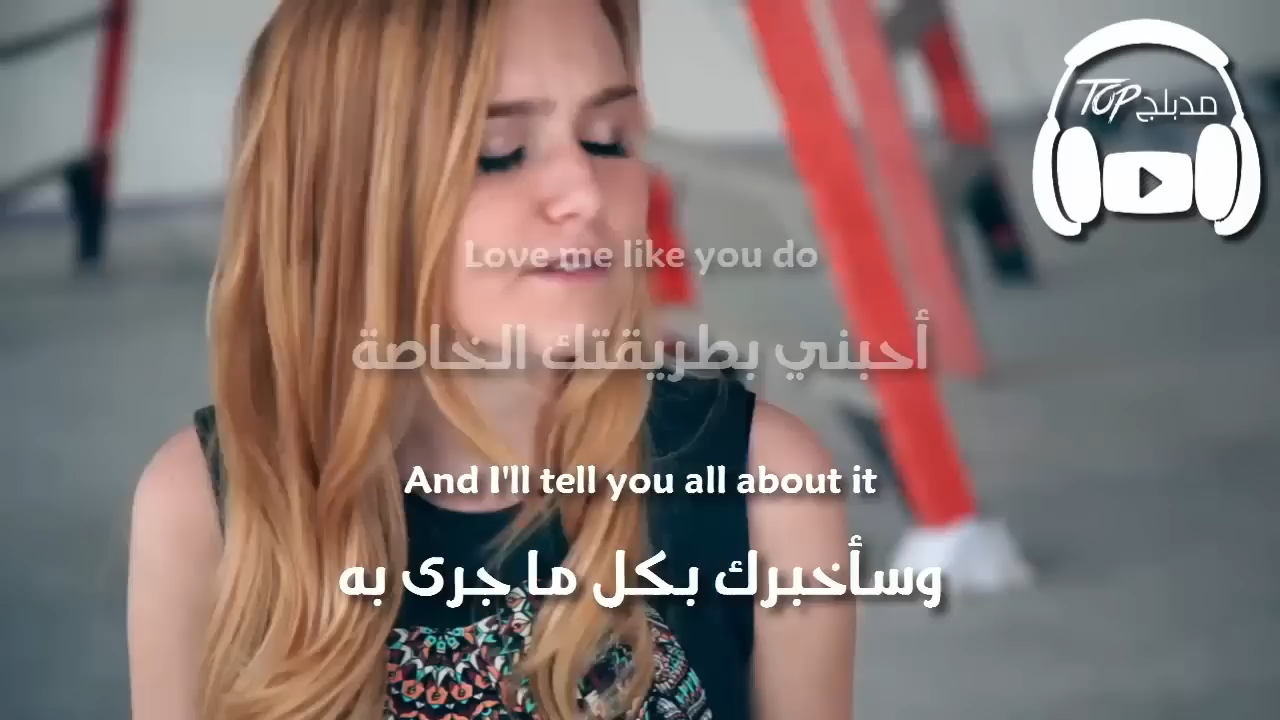 TOP مدبلج
Love me like you do
أحبني بطريقتك الخاصة
And I'll tell you all about it
وسأخبرك بكل ما جرى به